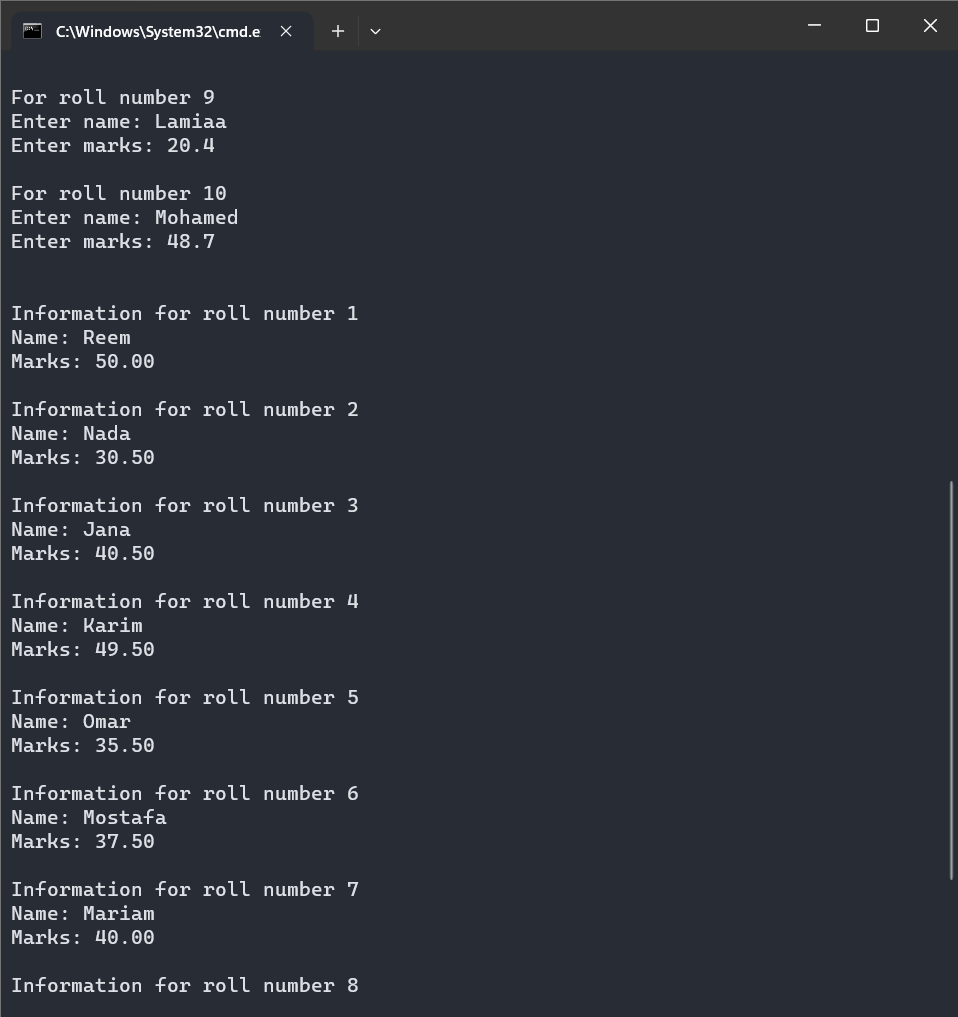 C:\Windows\System32\cmd.e
For roll number 9
Enter name: Lamiaa
Enter marks: 20.4
For roll number 10
Enter name: Mohamed
Enter marks: 48.7
Information for roll number 1
Name: Reem
Marks: 50.00
Information for roll number 2
Name: Nada
Marks: 30.50
Information for roll number 3
Name: Jana
Marks: 40.50
Information for roll number 4
Name: Karim
Marks: 49.50
Information for roll number 5
Name: Omar
Marks: 35.50
Information for roll number 6
Name: Mostafa
Marks: 37.50
Information for roll number 7
Name: Mariam
Marks: 40.00
Information for roll number 8